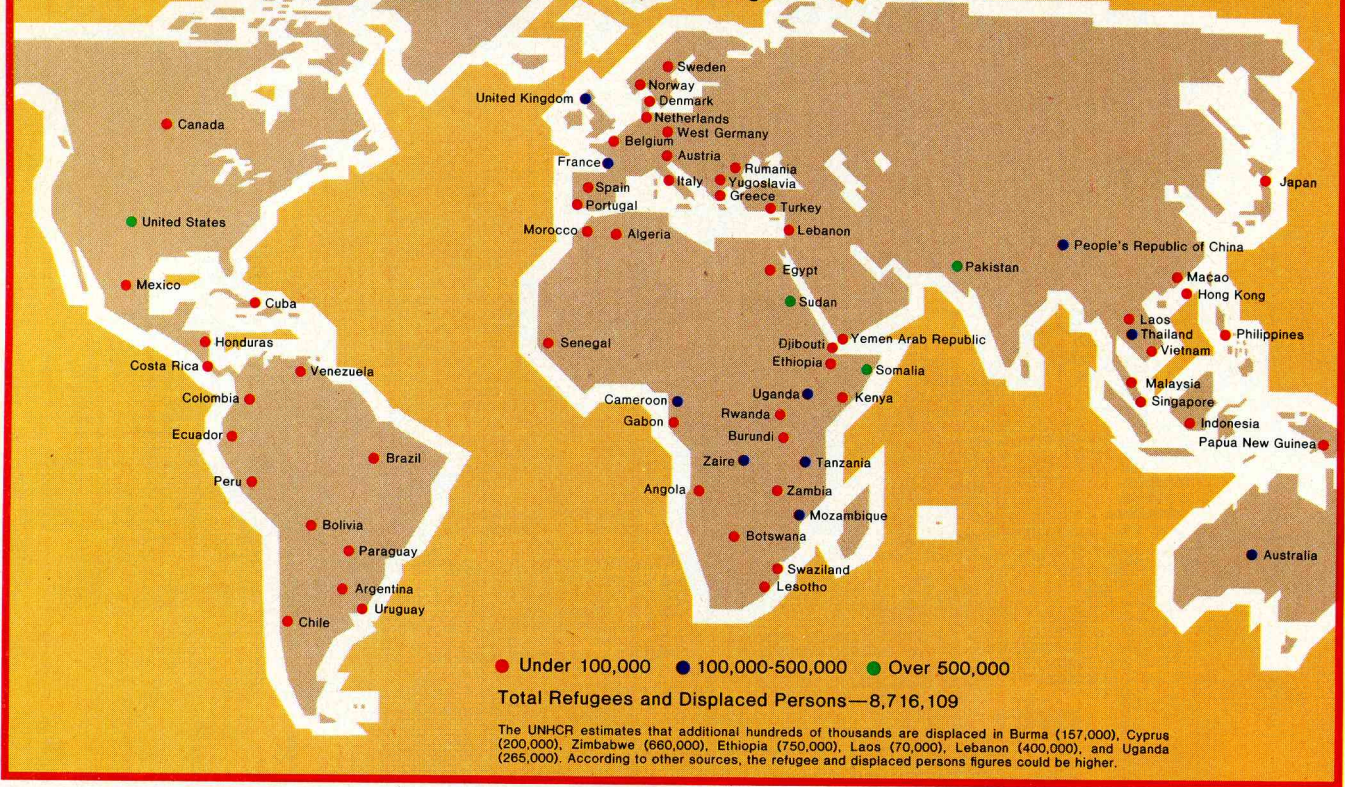 Sweden
Norway
United Kingdom
Denmark
Netherlands
Canada
West Germany
Belgium
Austria
France
Rumania
Italy
Yugoslavia
Japan
Spain
Greece
Portugal
Turkey
United States
Morocco
Algeria
Lebanon
People's Republic of China
Pakistan
Egypt
Macao
Mexico
Hong Kong
Cuba
Sudan
Laos
Thailand
Philippines
Honduras
Senegal
Djibouti
Yemen Arab Republic
Vietnam
Costa Rica
Venezuela
Ethiopia
Somalia
Malaysia
Colombia
Cameroon
Uganda
Kenya
Singapore
Gabon
Rwanda
Indonesia
Ecuador
Burundi
Papua New Guinea
Brazil
Zaire
Tanzania
Peru
Angola
Zambia
Mozambique
Bolivia
Botswana
Paraguay
Australia
Swaziland
Argentina
Lesotho
Uruguay
Chile
Under 100,000
100,000-500,000
Over 500,000
Total Refugees and Displaced Persons—8,716,109
The UNHCR estimates that additional hundreds of thousands are displaced in Burma (157,000), Cyprus
(200,000), Zimbabwe (660,000), Ethiopia (750,000), Laos (70,000), Lebanon (400,000), and Uganda
(265,000). According to other sources, the refugee and displaced persons figures could be higher.